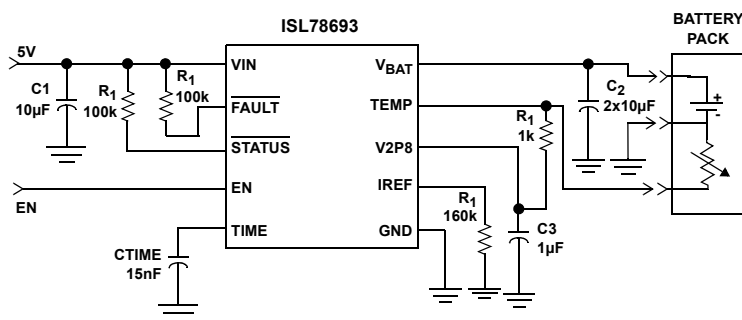 ISL78693
BATTERY
PACK
5V
C1
10µF
R1
100k
R1
100k
VIN
FAULT
STATUS
EN
TIME
EN
CTIME
15nF
VBAT
TEMP
V2P8
IREF
GND
R1
1k
R1
160k
C3
1µF
C2
2x10µF
+
-